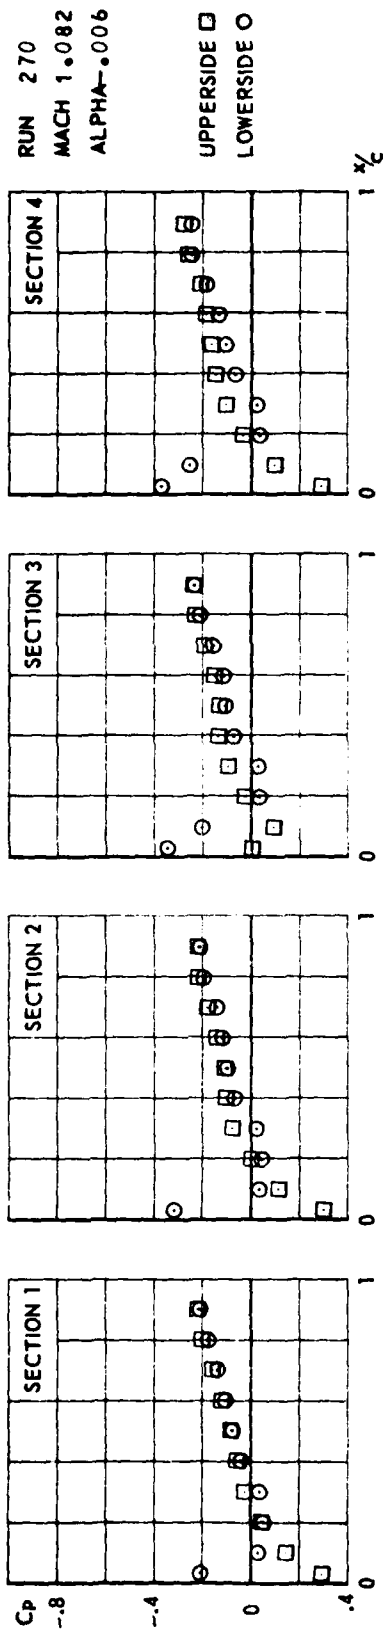 RUN 270
MACH 1.082
ALPHA-.006
UPPERSIDE
LOWERSIDE
Cp
-.8
-.4
0
.4
SECTION 1
SECTION 2
SECTION 3
SECTION 4
0
1
0
1
0
1
0
1
x/c